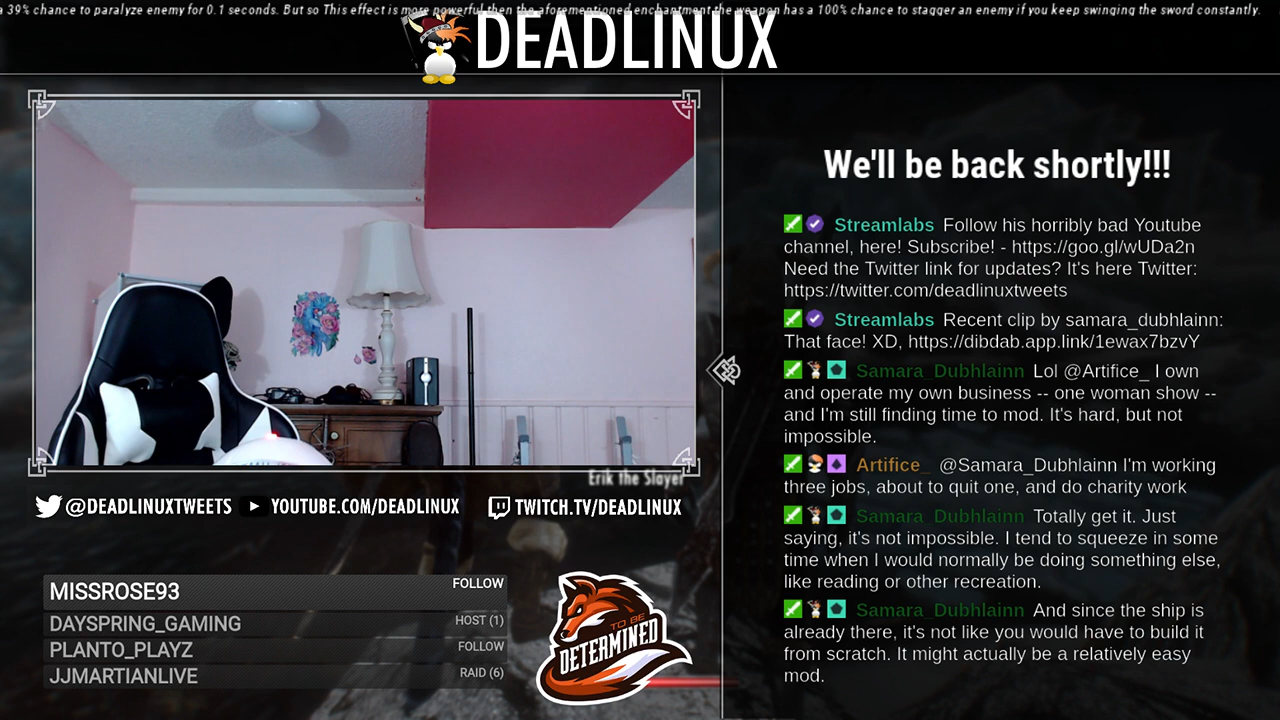 a 39% chance to paralyze enemy for 0.1 seconds. But so This effect is more powerful then the aforementioned enchantment the weapon has a 100% chance to stagger an enemy if you keep swinging the sword constantly.
DEADLINUX
We'll be back shortly!!!
Streamlabs Follow his horribly bad Youtube
channel, here! Subscribe! - https://goo.gl/wUDa2n
Need the Twitter link for updates? It's here Twitter:
https://twitter.com/deadlinuxtweets
Streamlabs Recent clip by samara_dubhlainn:
That face! XD, https://dibdab.app.link/1ewax7bzvY
Samara_Dubhlainn Lol @Artifice_ I own
and operate my own business -- one woman show --
and I'm still finding time to mod. It's hard, but not
impossible.
Artifice_ @Samara_Dubhlainn I'm working
three jobs, about to quit one, and do charity work
Samara_Dubhlainn Totally get it. Just
saying, it's not impossible. I tend to squeeze in some
time when I would normally be doing something else,
like reading or other recreation.
Samara_Dubhlainn And since the ship is
already there, it's not like you would have to build it
from scratch. It might actually be a relatively easy
mod.
Erik the Slayer
@DEADLINUXTWEETS YOUTUBE.COM/DEADLINUX TWITCH.TV/DEADLINUX
MISSROSE93 FOLLOW
DAYSPRING_GAMING HOST (1)
PLANTO_PLAYZ FOLLOW
JJMARTIANLIVE RAID (6)
TO BE
DETERMINED